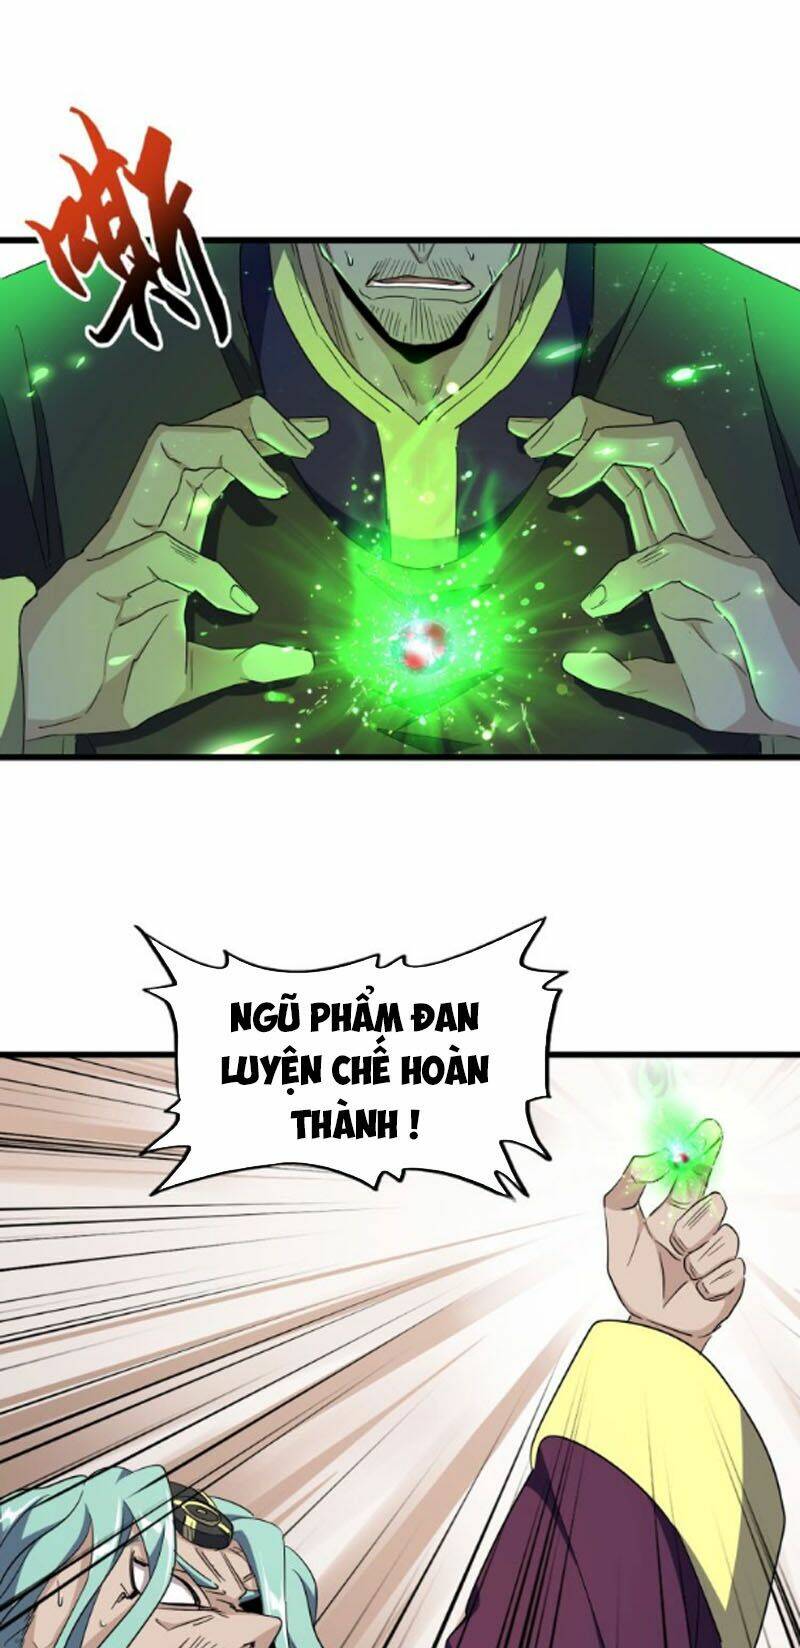 嘶
NGŨ PHẨM ĐAN
LUYỆN CHẾ HOÀN
THÀNH !